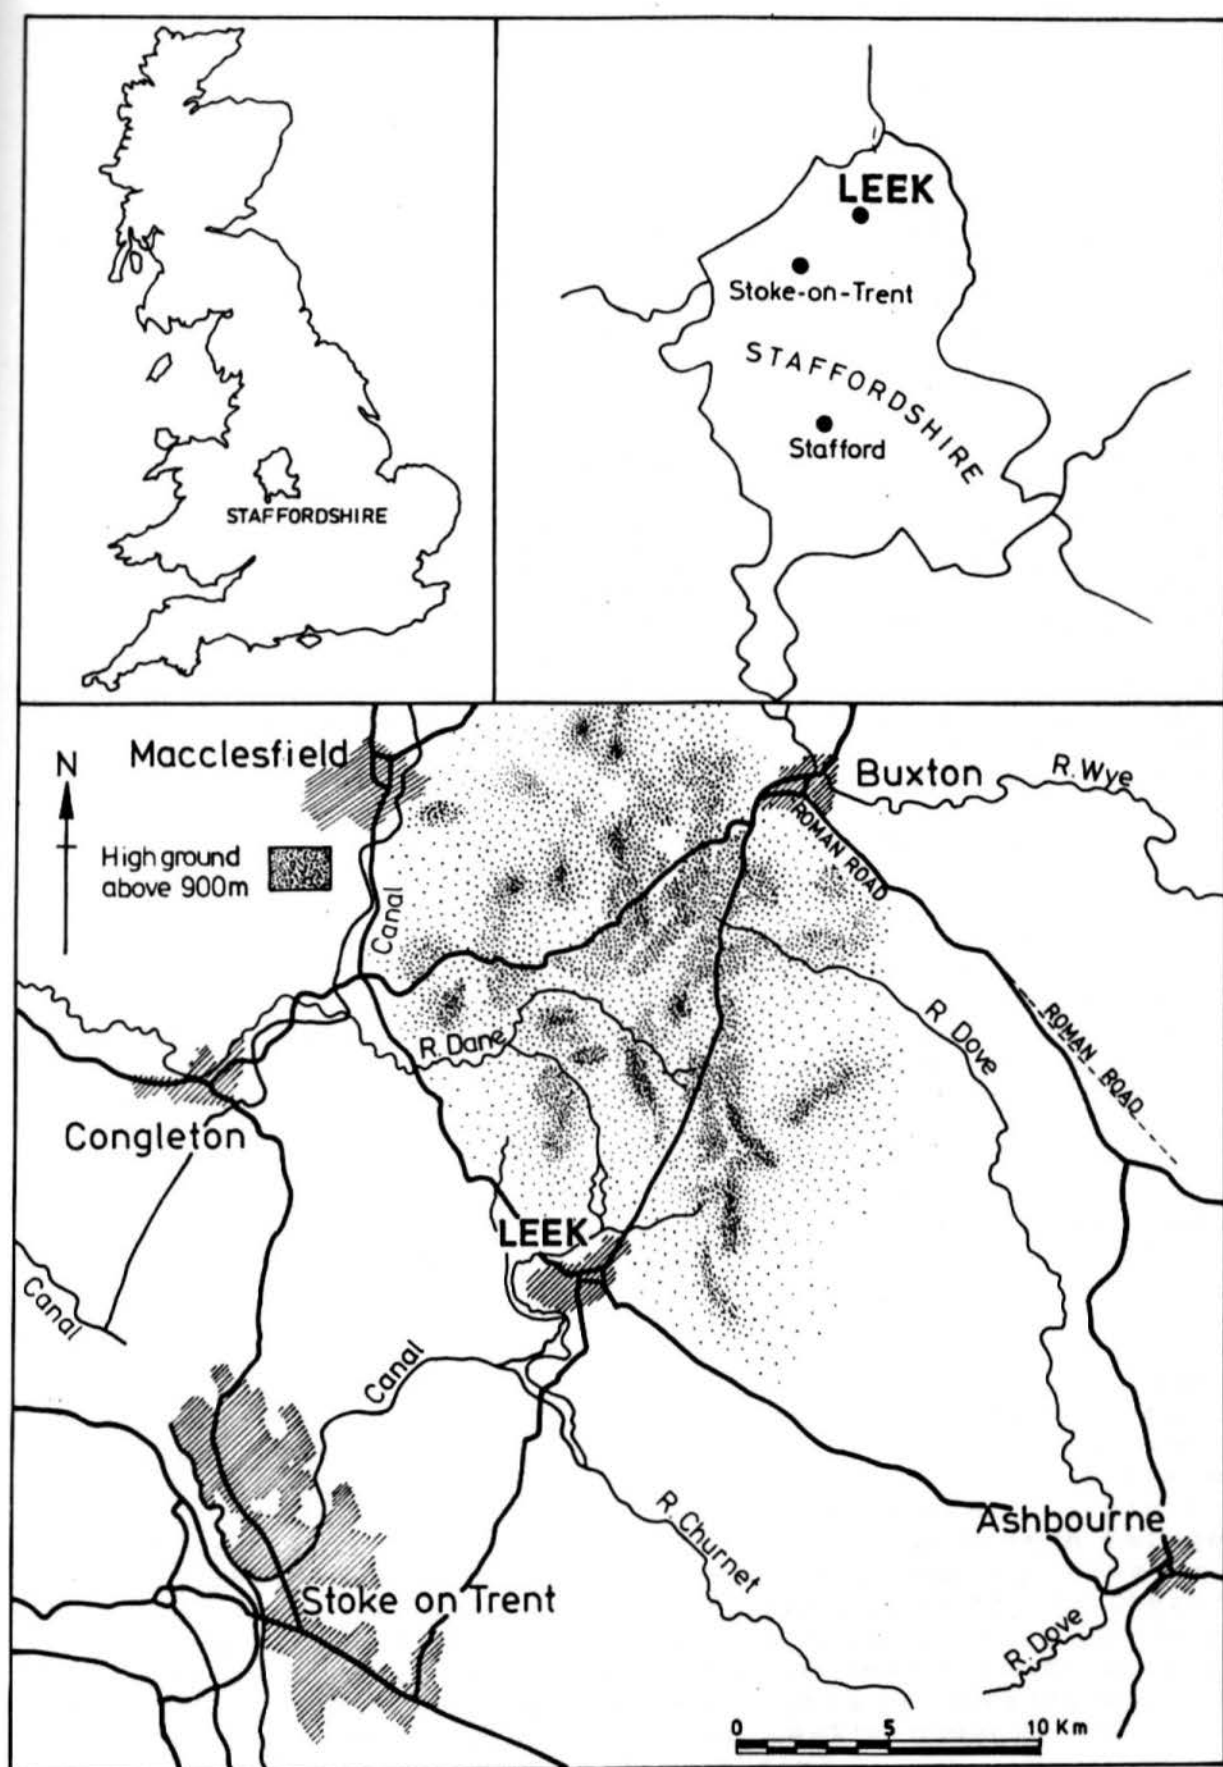 STAFFORDSHIRE
LEEK
Stoke-on-Trent
STAFFORDSHIRE
Stafford
Macclesfield
N
High ground
above 900m
Canal
Buxton
R. Wye
ROMAN ROAD
R. Dane
R. Dove
ROMAN ROAD
Congleton
LEEK
Canal
Canal
R. Churnet
Ashbourne
Stoke on Trent
R. Dove
0 5 10 Km